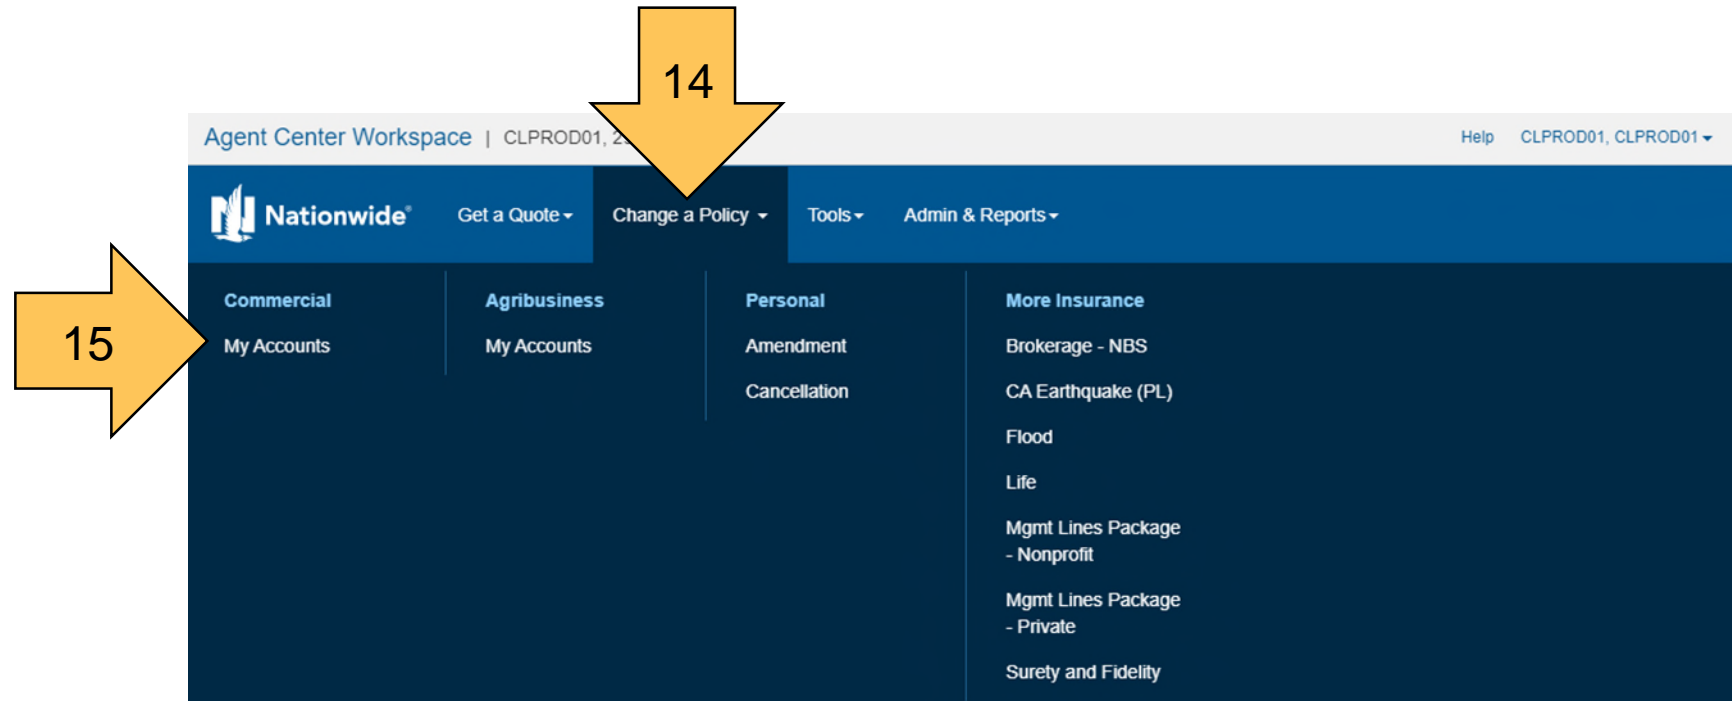 14
Agent Center Workspace | CLPROD01, 2
Help CLPROD01, CLPROD01
Nationwide®
Get a Quote
Change a Policy
Tools
Admin & Reports
15
Commercial
My Accounts
Agribusiness
My Accounts
Personal
Amendment
Cancellation
More Insurance
Brokerage - NBS
CA Earthquake (PL)
Flood
Life
Mgmt Lines Package
- Nonprofit
Mgmt Lines Package
- Private
Surety and Fidelity